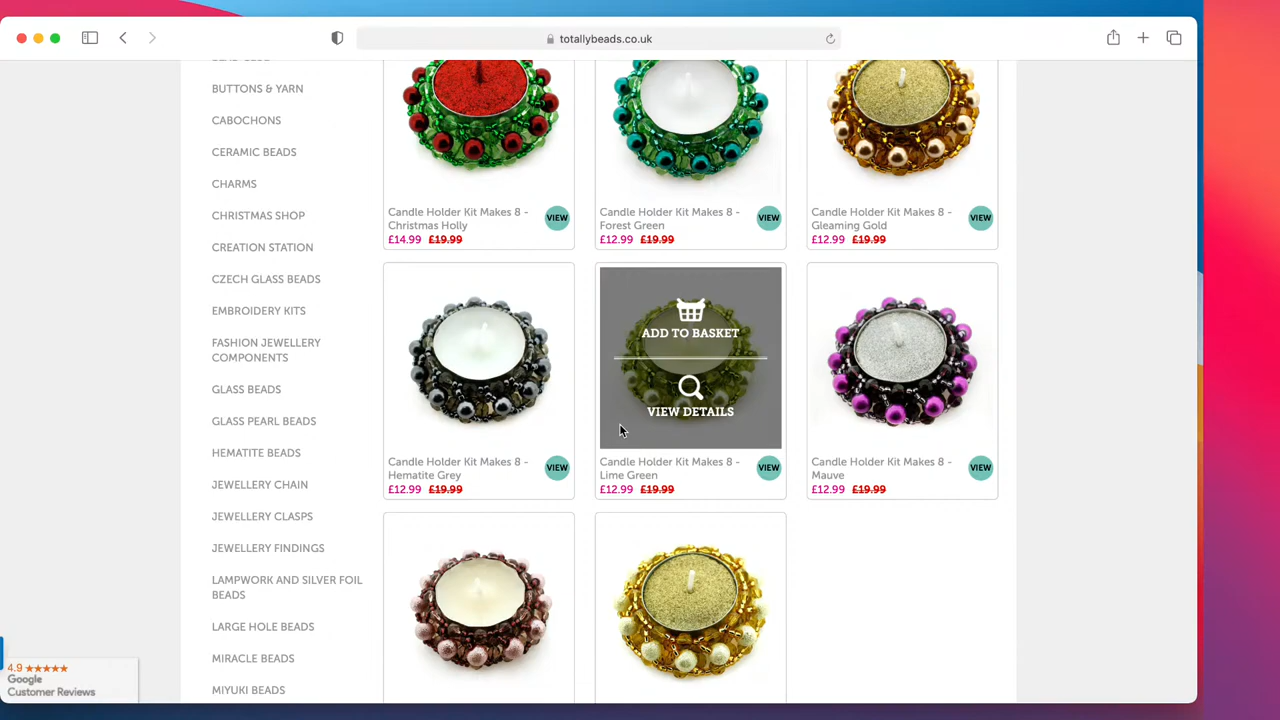 totallybeads.co.uk
BUTTONS & YARN
CABOCHONS
CERAMIC BEADS
CHARMS
CHRISTMAS SHOP
CREATION STATION
CZECH GLASS BEADS
EMBROIDERY KITS
FASHION JEWELLERY
COMPONENTS
GLASS BEADS
GLASS PEARL BEADS
HEMATITE BEADS
JEWELLERY CHAIN
JEWELLERY CLASPS
JEWELLERY FINDINGS
LAMPWORK AND SILVER FOIL
BEADS
LARGE HOLE BEADS
MIRACLE BEADS
MIYUKI BEADS
Candle Holder Kit Makes 8 -
Christmas Holly
VIEW
£14.99 £19.99
Candle Holder Kit Makes 8 -
Forest Green
VIEW
£12.99 £19.99
Candle Holder Kit Makes 8 -
Gleaming Gold
VIEW
£12.99 £19.99
Candle Holder Kit Makes 8 -
Hematite Grey
VIEW
£12.99 £19.99
ADD TO BASKET
VIEW DETAILS
Candle Holder Kit Makes 8 -
Lime Green
VIEW
£12.99 £19.99
Candle Holder Kit Makes 8 -
Mauve
VIEW
£12.99 £19.99
4.9 ★★★★★
Google
Customer Reviews